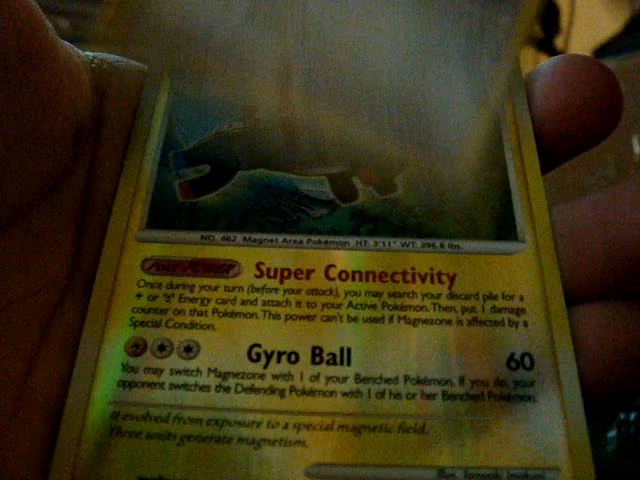 NO. 462 Magnet Area Pokémon HT: 3'11" WT: 396.8 lbs.
POKÉ-POWER Super Connectivity
Once during your turn (before your attack), you may search your discard pile for a
or Energy card and attach it to your Active Pokémon. Then, put 1 damage
counter on that Pokémon. This power can't be used if Magnezone is affected by a
Special Condition.
Gyro Ball 60
You may switch Magnezone with 1 of your Benched Pokémon. If you do, your
opponent switches the Defending Pokémon with 1 of his or her Benched Pokémon.
It evolved from exposure to a special magnetic field.
Three units generate magnetism.